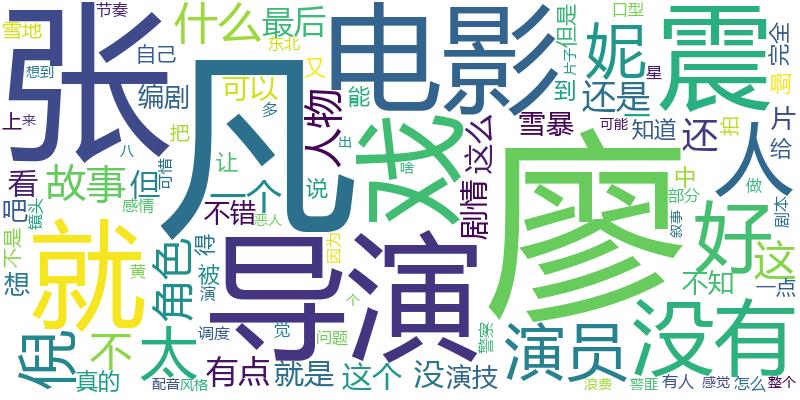 张
凡
电影
廖
导演
震
戏
就
人
妮
好
没有
演员
太
倪
故事
角色
什么
最后
人物
剧情
不
一个
但
可以
编剧
看
还是
还
这么
雪暴
这
不知
有点
就是
这个
没
演技
真的
不错
自己
但是
到
完全
知道
给
片
中
啊
拍
想
吧
不是
上
得
被
说
让
把
又
能
雪地
节奏
东北
口型
想到
片子
星
来
多
可能
八
可惜
出
啥
做
部分
镜头
感情
恶人
叙事
剧本
因为
一点
黄
演
个
调度
觉
问题
警察
配音
风格
浪费
警匪
有人
感觉
怎么
整个